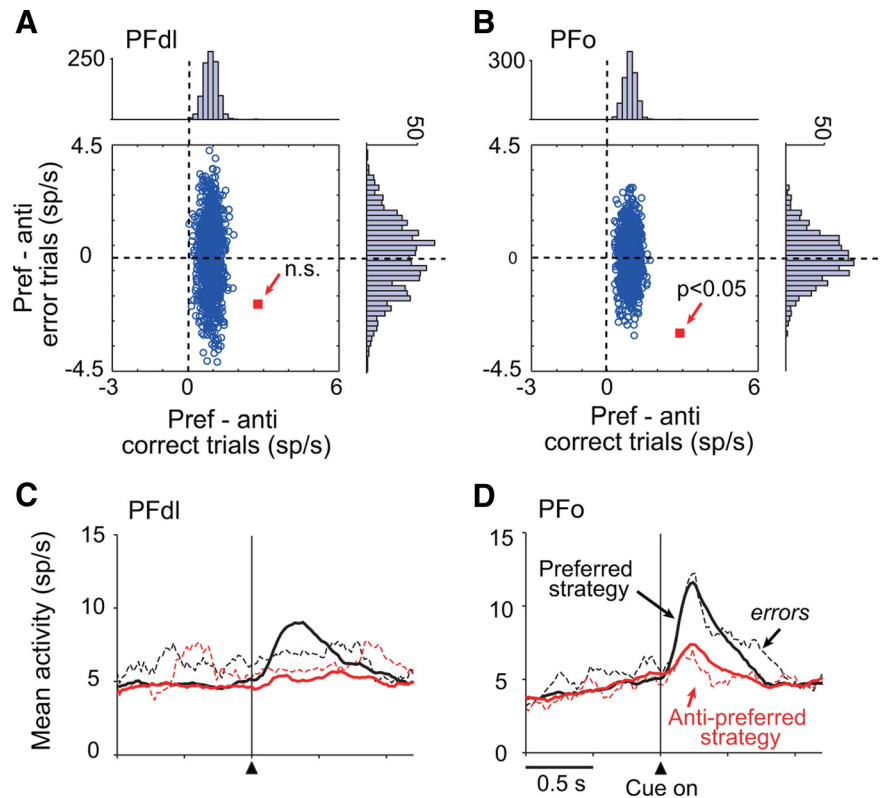 A
PFdl
250
50
4.5
0
-4.5
-3
0
6
Pref - anti
error trials (sp/s)
n.s.
Pref - anti
correct trials (sp/s)
B
PFo
300
50
4.5
0
-4.5
-3
0
6
p<0.05
Pref - anti
correct trials (sp/s)
C
PFdl
15
10
5
0
Mean activity (sp/s)
D
PFo
15
10
5
0
Preferred
strategy
errors
Anti-preferred
strategy
0.5 s
Cue on